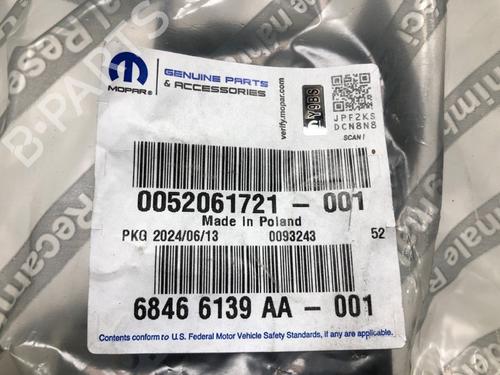 MOPAR
GENUINE PARTS
& ACCESSORIES
verify.mopar.com
JPF2KS
DCN8N8
SCAN !
0052061721 - 001
Made In Poland
PKG 2024/06/13 0093243 52
6846 6139 AA - 001
Contents conform to U.S. Federal Motor Vehicle Safety Standards, if any are applicable.
B-PARTS